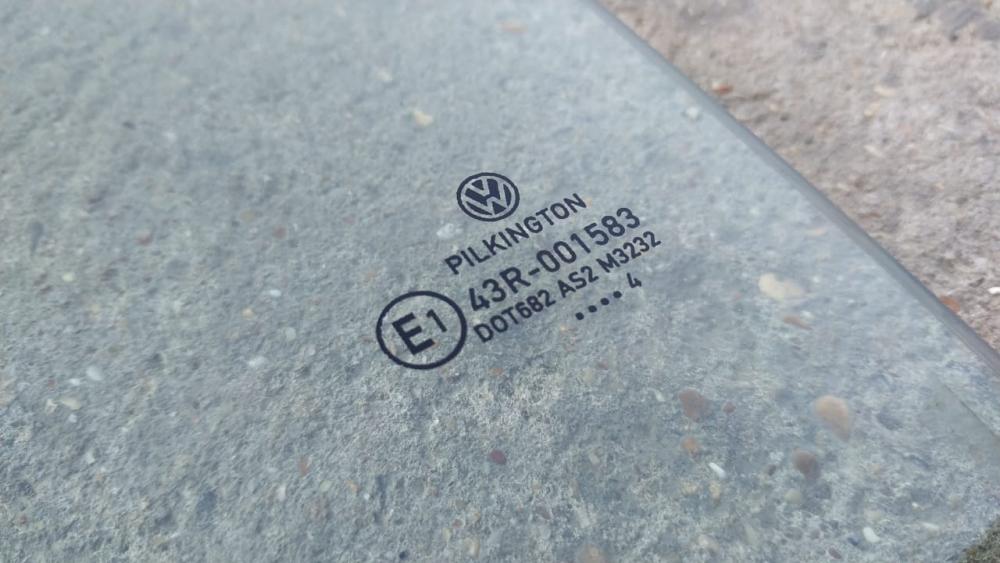 VW
PILKINGTON
E1
43R-001583
DOT682 AS2 M3232
•••• 4